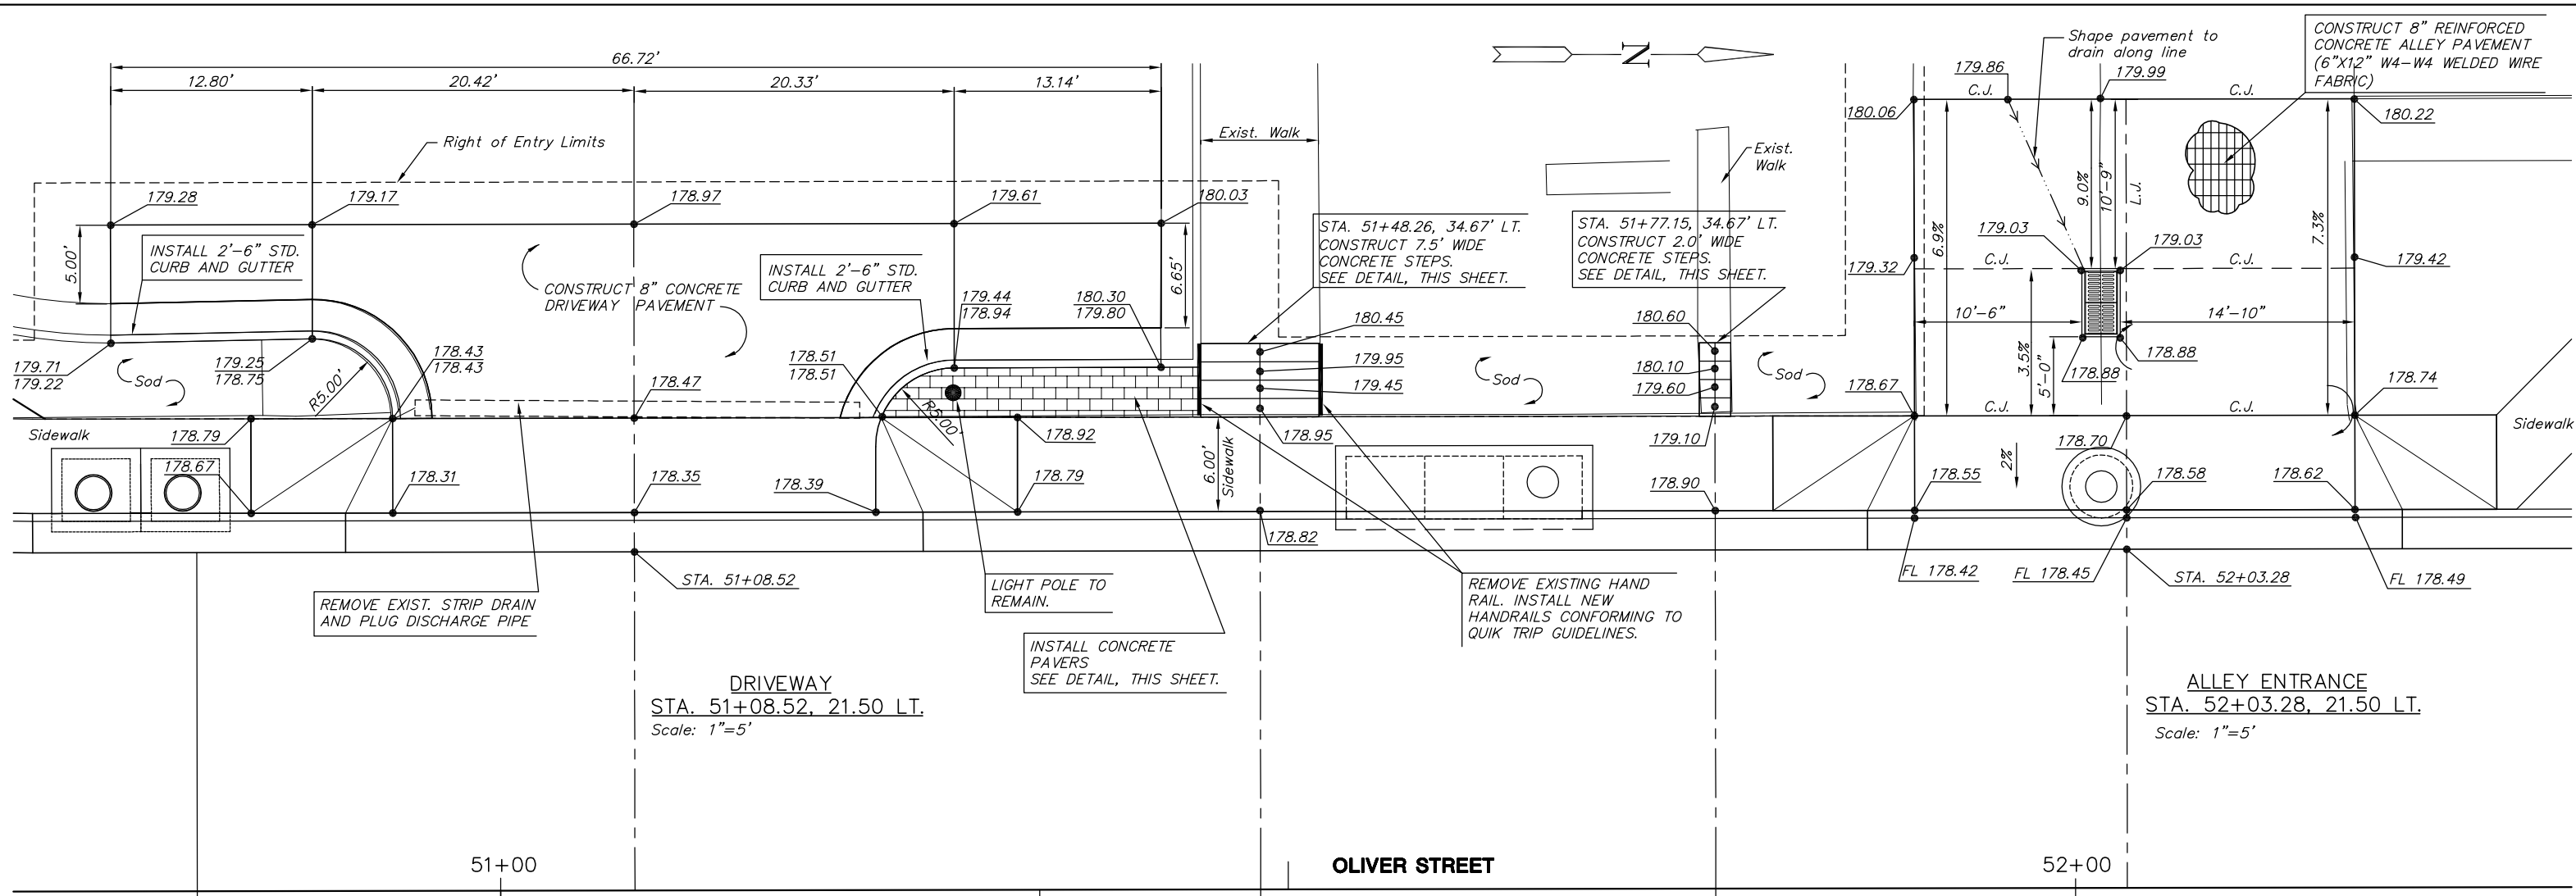 66.72'
12.80'
20.42'
20.33'
13.14'
Right of Entry Limits
179.28
179.17
178.97
179.61
180.03
5.00'
INSTALL 2'-6" STD.
CURB AND GUTTER
CONSTRUCT 8" CONCRETE
DRIVEWAY PAVEMENT
INSTALL 2'-6" STD.
CURB AND GUTTER
179.44
178.94
180.30
179.80
6.65'
179.71
179.22
Sod
179.25
178.75
R5.00'
178.43
178.43
178.47
178.51
178.51
R5.00'
Sidewalk
178.79
178.67
178.31
178.35
178.39
178.92
178.79
STA. 51+08.52
REMOVE EXIST. STRIP DRAIN
AND PLUG DISCHARGE PIPE
LIGHT POLE TO
REMAIN.
INSTALL CONCRETE
PAVERS
SEE DETAIL, THIS SHEET.
DRIVEWAY
STA. 51+08.52, 21.50 LT.
Scale: 1"=5'
N
Exist. Walk
Exist.
Walk
STA. 51+48.26, 34.67' LT.
CONSTRUCT 7.5' WIDE
CONCRETE STEPS.
SEE DETAIL, THIS SHEET.
STA. 51+77.15, 34.67' LT.
CONSTRUCT 2.0' WIDE
CONCRETE STEPS.
SEE DETAIL, THIS SHEET.
180.45
179.95
179.45
178.95
6.00'
Sidewalk
178.82
Sod
180.60
180.10
179.60
179.10
178.90
Sod
REMOVE EXISTING HAND
RAIL. INSTALL NEW
HANDRAILS CONFORMING TO
QUIK TRIP GUIDELINES.
Shape pavement to
drain along line
CONSTRUCT 8" REINFORCED
CONCRETE ALLEY PAVEMENT
(6"X12" W4-W4 WELDED WIRE
FABRIC)
179.86
179.99
C.J.
C.J.
180.06
180.22
6.9%
9.0%
10'-9"
L.J.
7.3%
179.03
179.03
C.J.
C.J.
179.32
179.42
10'-6"
14'-10"
3.5%
5'-0"
178.88
178.88
178.67
178.74
C.J.
C.J.
Sidewalk
178.70
2%
178.55
178.58
178.62
FL 178.42
FL 178.45
STA. 52+03.28
FL 178.49
ALLEY ENTRANCE
STA. 52+03.28, 21.50 LT.
Scale: 1"=5'
51+00
OLIVER STREET
52+00